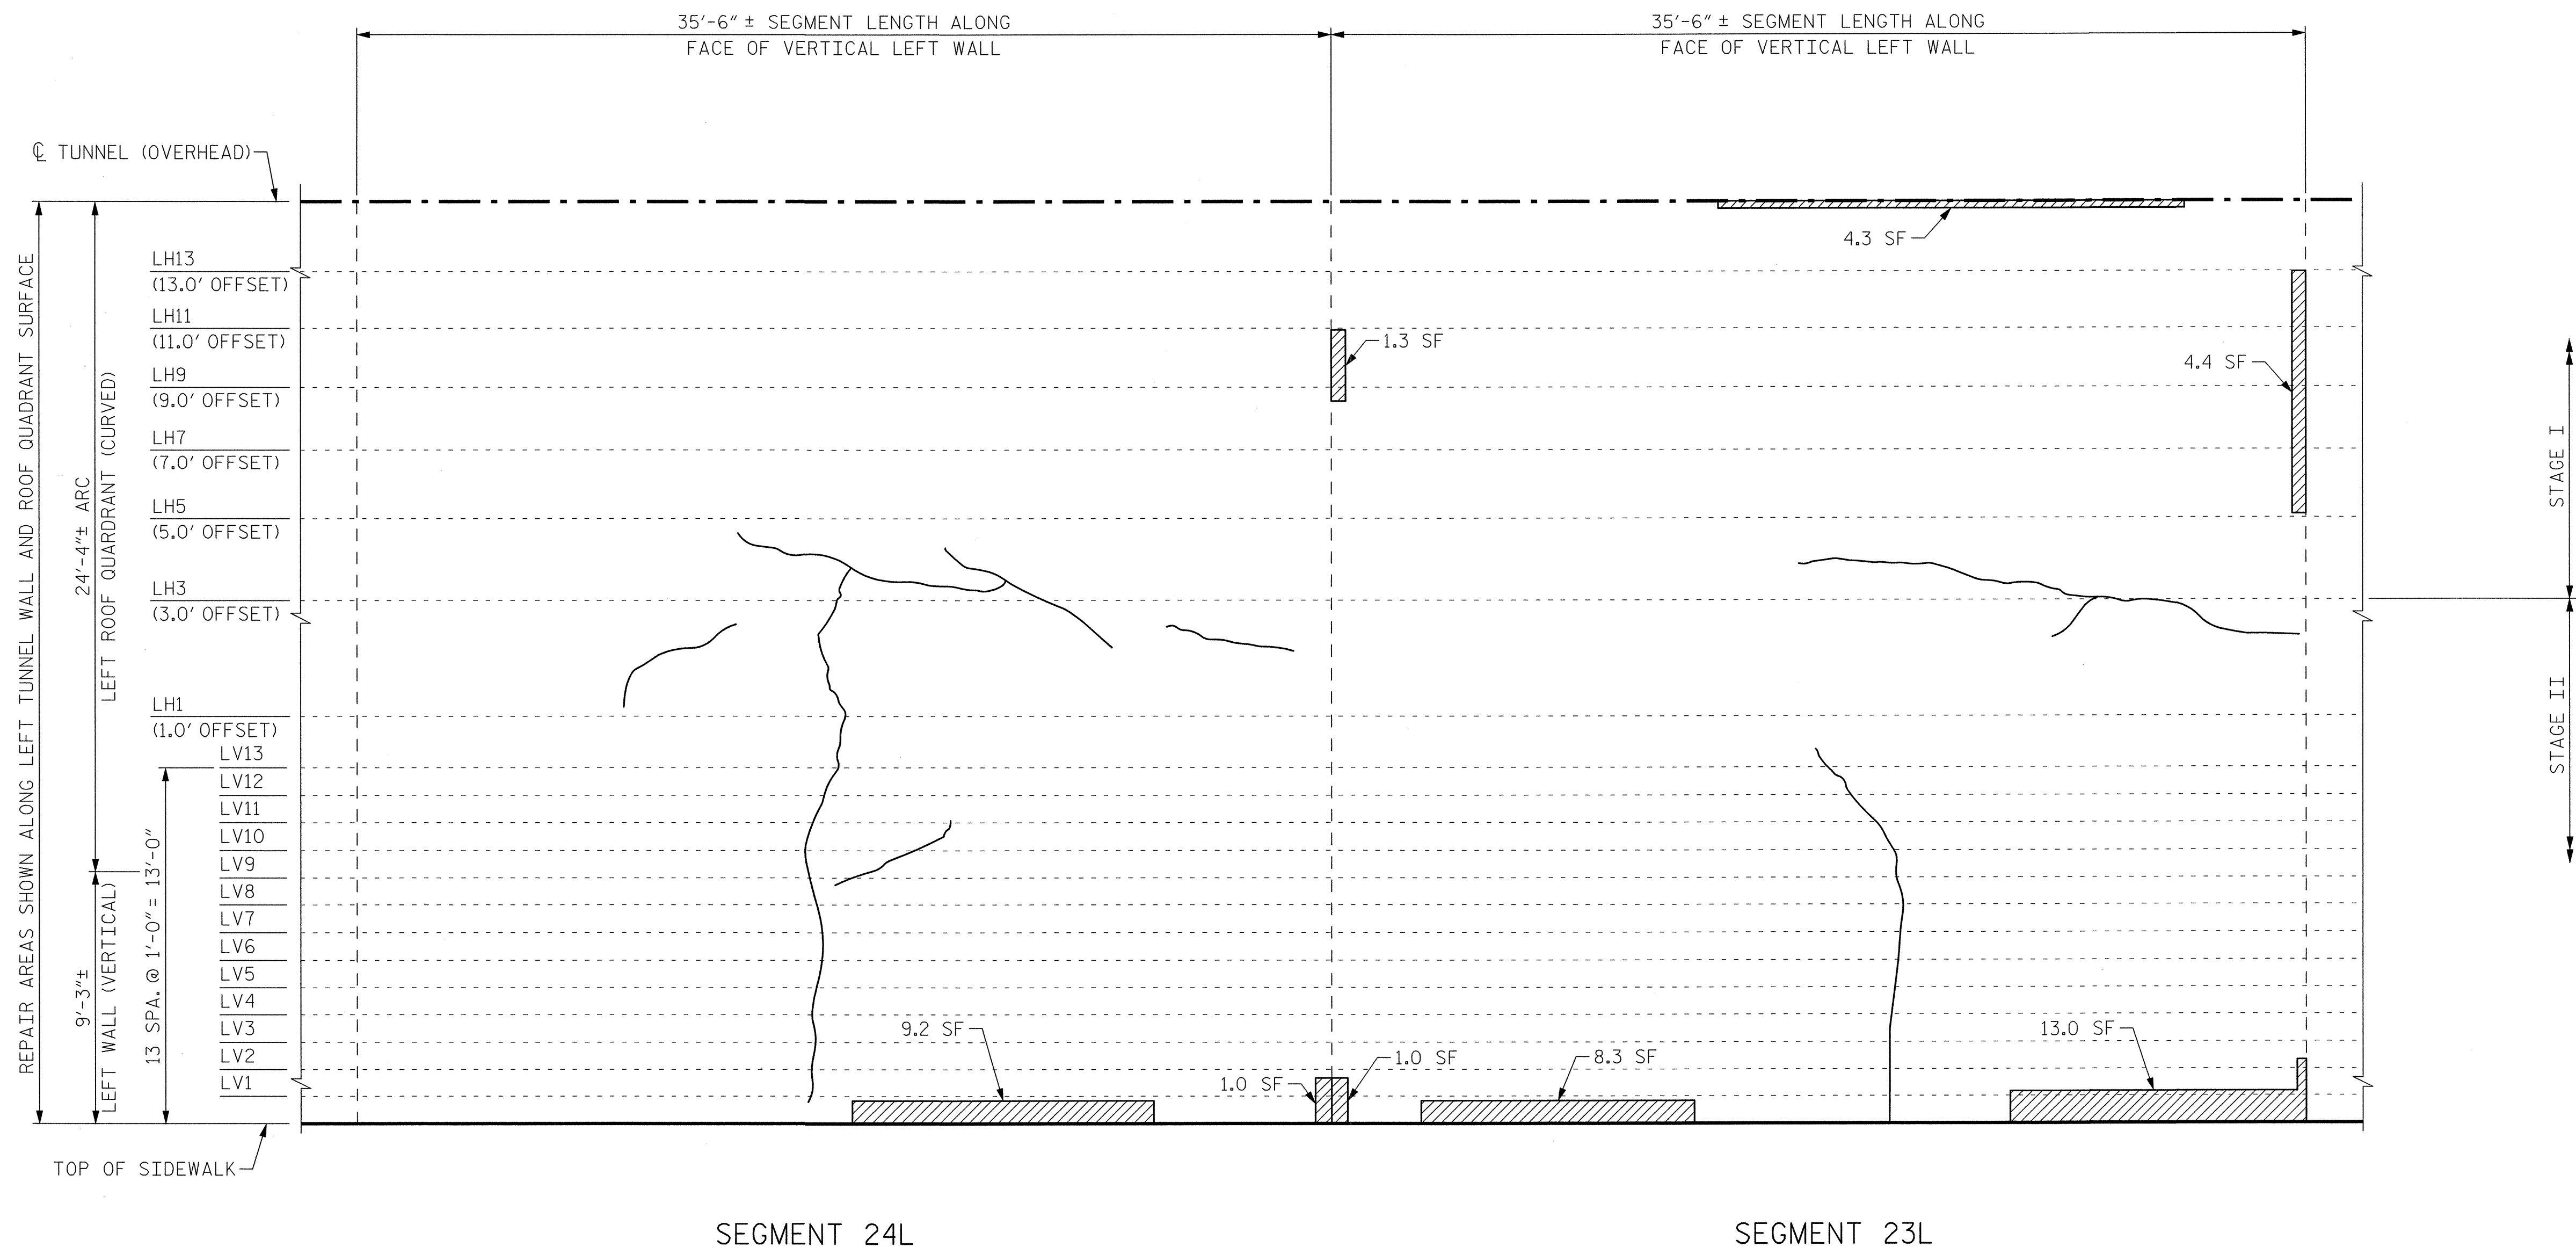 35'-6" ± SEGMENT LENGTH ALONG
FACE OF VERTICAL LEFT WALL
35'-6" ± SEGMENT LENGTH ALONG
FACE OF VERTICAL LEFT WALL
℄ TUNNEL (OVERHEAD)
REPAIR AREAS SHOWN ALONG LEFT TUNNEL WALL AND ROOF QUADRANT SURFACE
24'-4"± ARC
LEFT ROOF QUARDRANT (CURVED)
9'-3"±
LEFT WALL (VERTICAL)
13 SPA. @ 1'-0" = 13'-0"
LH13
(13.0' OFFSET)
LH11
(11.0' OFFSET)
LH9
(9.0' OFFSET)
LH7
(7.0' OFFSET)
LH5
(5.0' OFFSET)
LH3
(3.0' OFFSET)
LH1
(1.0' OFFSET)
LV13
LV12
LV11
LV10
LV9
LV8
LV7
LV6
LV5
LV4
LV3
LV2
LV1
TOP OF SIDEWALK
4.3 SF
1.3 SF
4.4 SF
9.2 SF
1.0 SF
1.0 SF
8.3 SF
13.0 SF
STAGE I
STAGE II
SEGMENT 24L
SEGMENT 23L